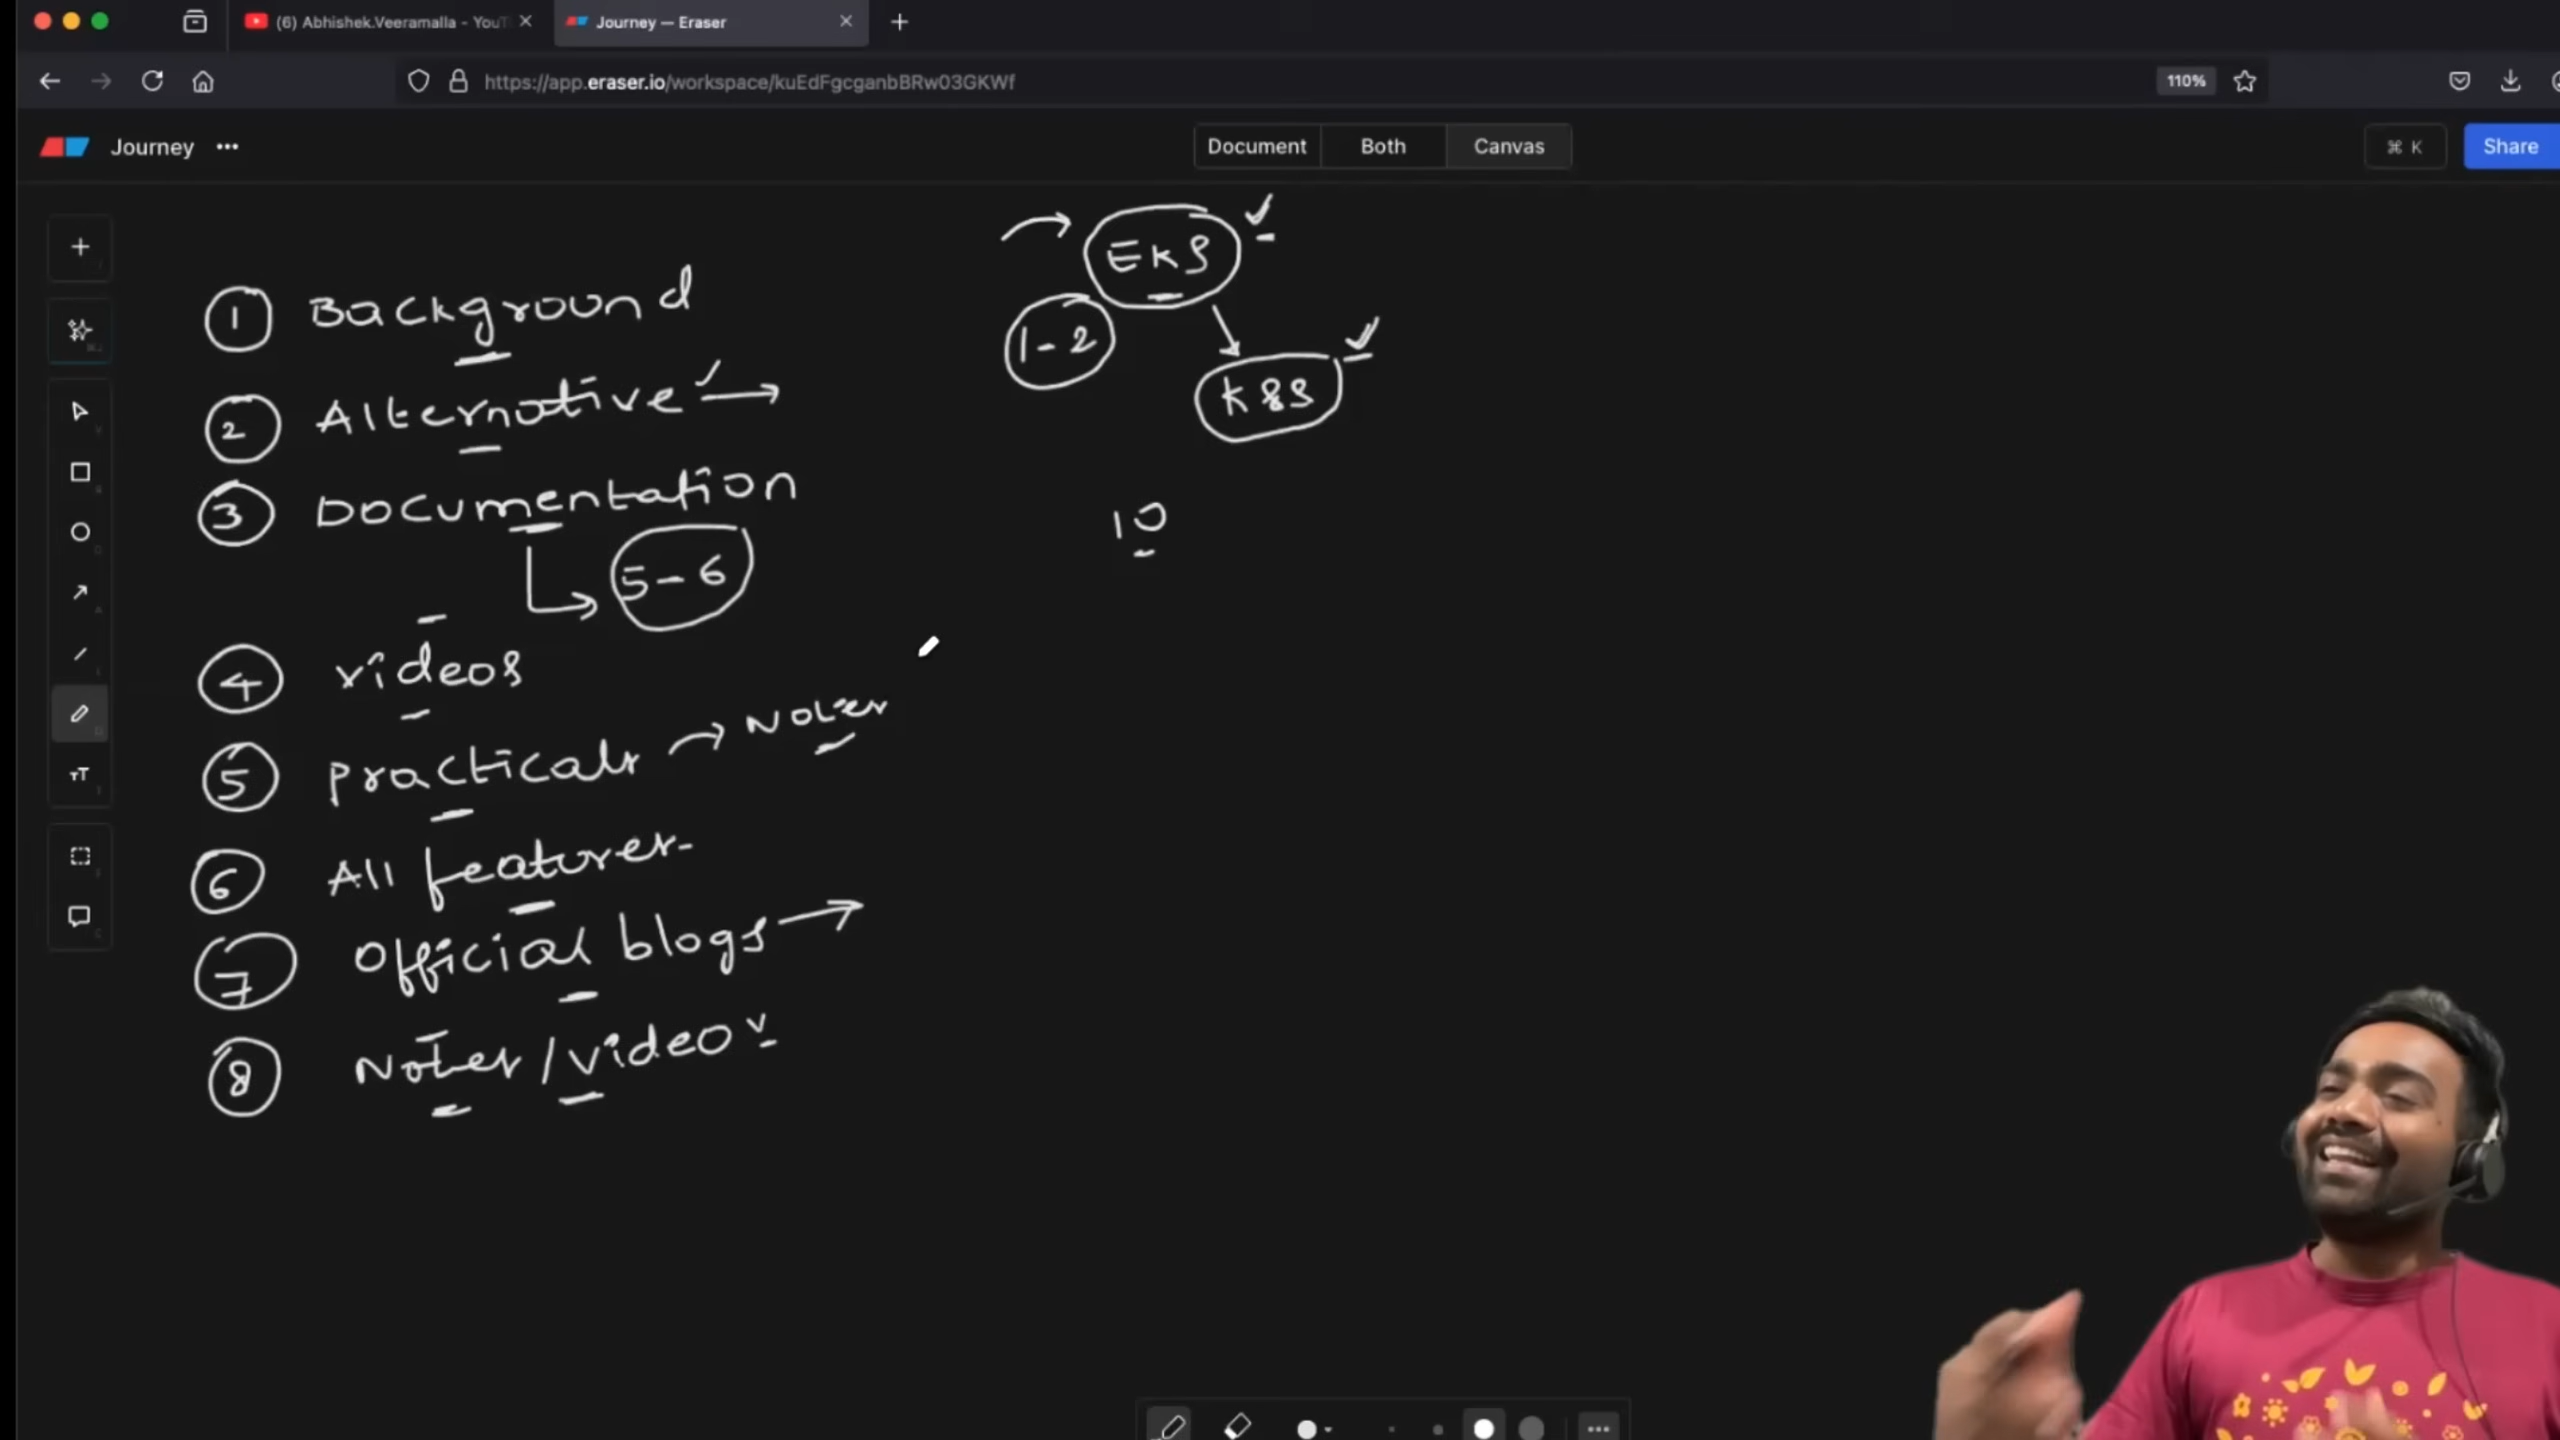 (6) Abhishek.Veeramalla - YouT
Journey — Eraser
https://app.eraser.io/workspace/kuEdFgcganbBRw03GKWf
110%
Journey
Document Both Canvas
⌘ K
Share
EKS
1 Background
1-2
2 Alternative
K8S
3 Documentation
10
5-6
4 videos
5 practicals → Notes
6 All features
7 Official blogs
8 Notes/video